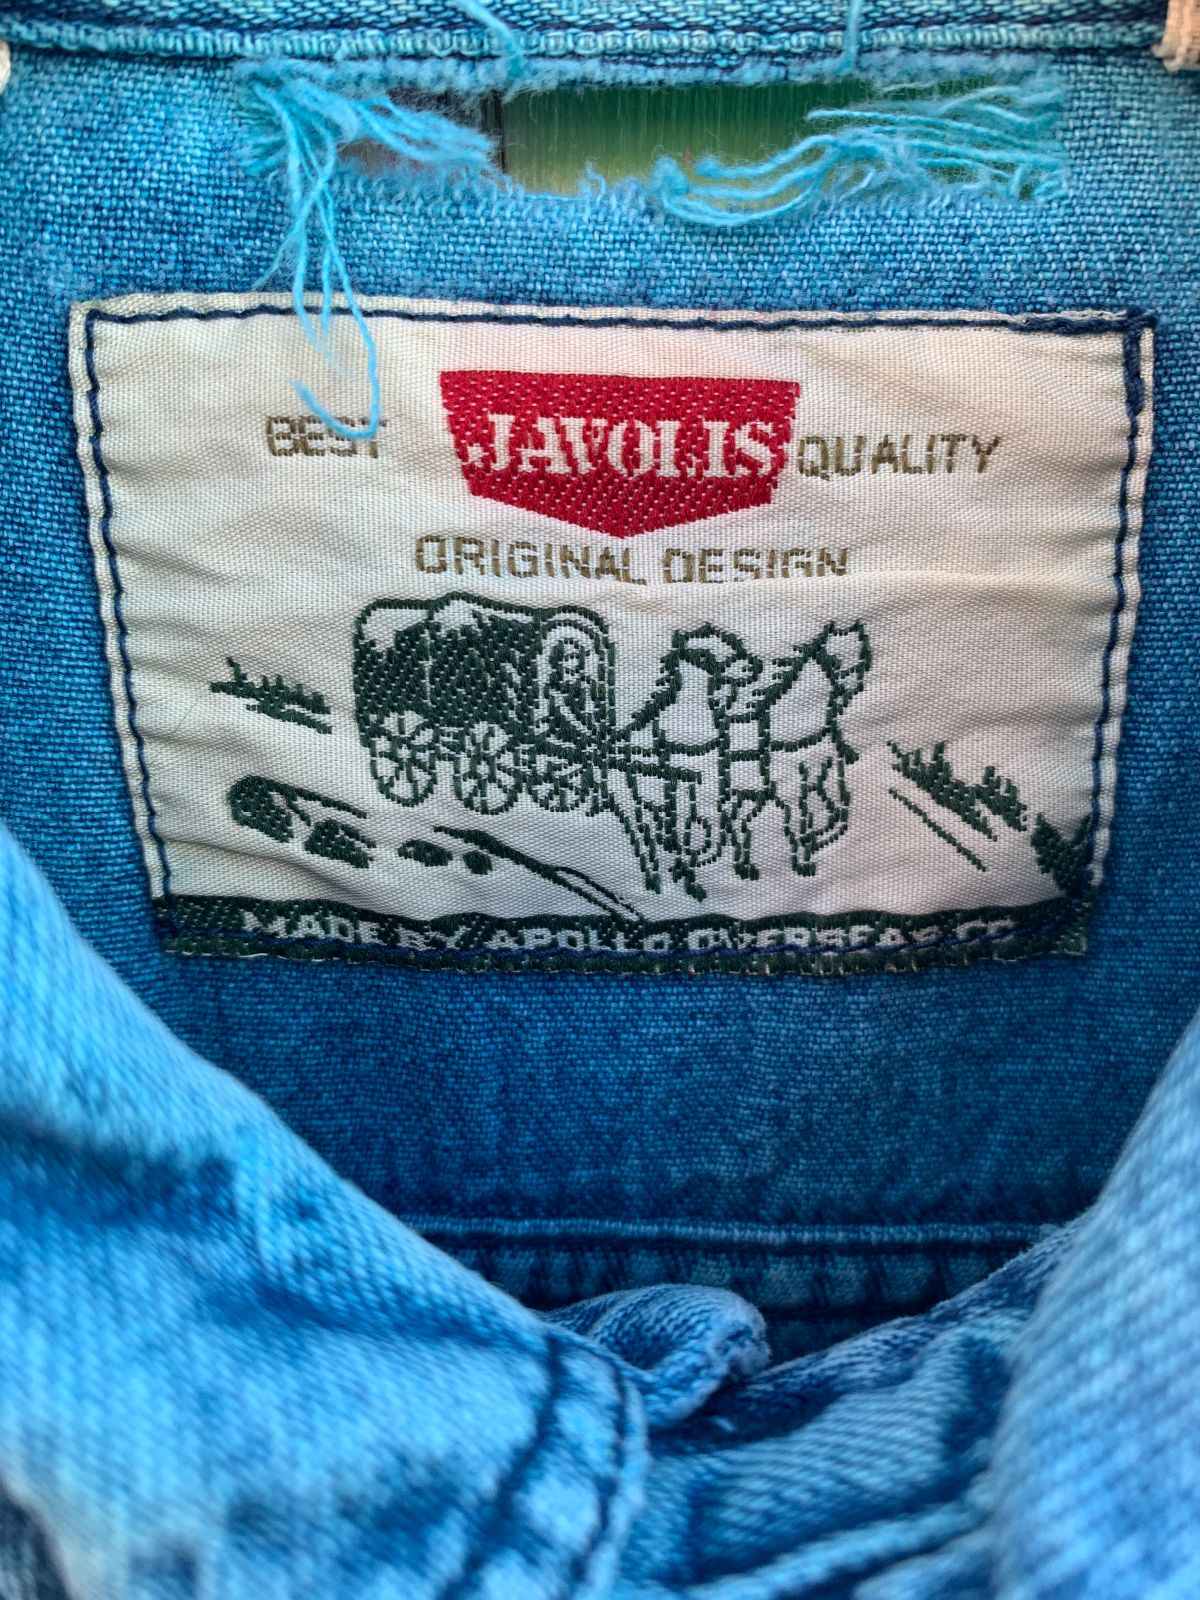 JAVOLIS
BEST QUALITY
ORIGINAL DESIGN
MADE BY APOLLO OVERSEAS CO